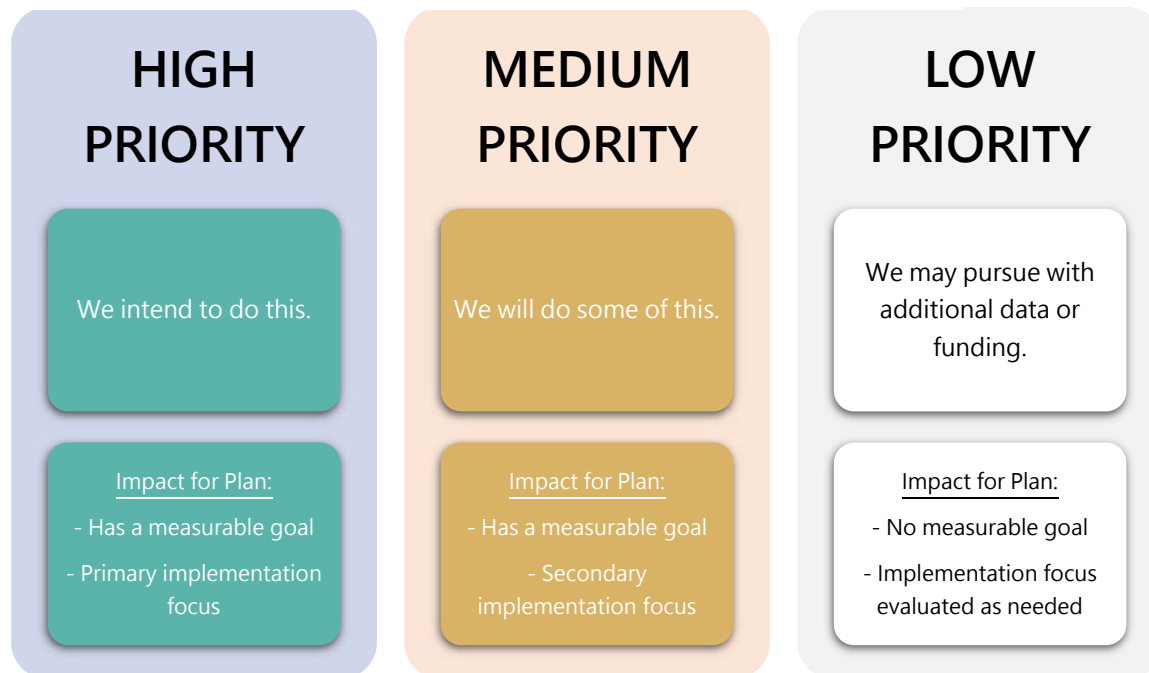 HIGH
PRIORITY
We intend to do this.
Impact for Plan:
- Has a measurable goal
- Primary implementation
focus
MEDIUM
PRIORITY
We will do some of this.
Impact for Plan:
- Has a measurable goal
- Secondary
implementation focus
LOW
PRIORITY
We may pursue with
additional data or
funding.
Impact for Plan:
- No measurable goal
- Implementation focus
evaluated as needed